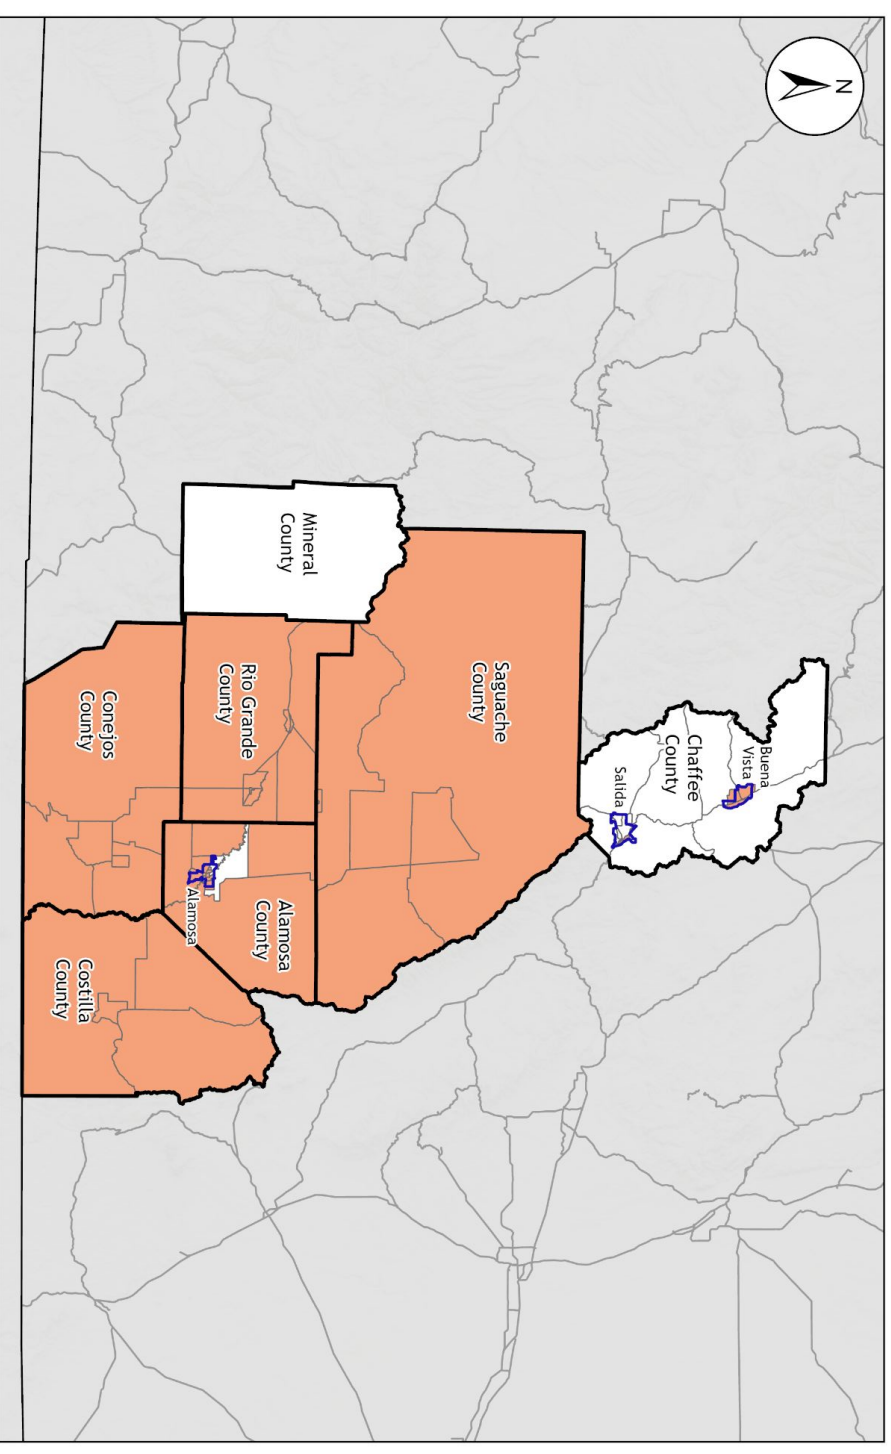 N
Buena
Vista
Chaffee
County
Salida
Saguache
County
Mineral
County
Rio Grande
County
Alamosa
County
Alamosa
Conejos
County
Costilla
County